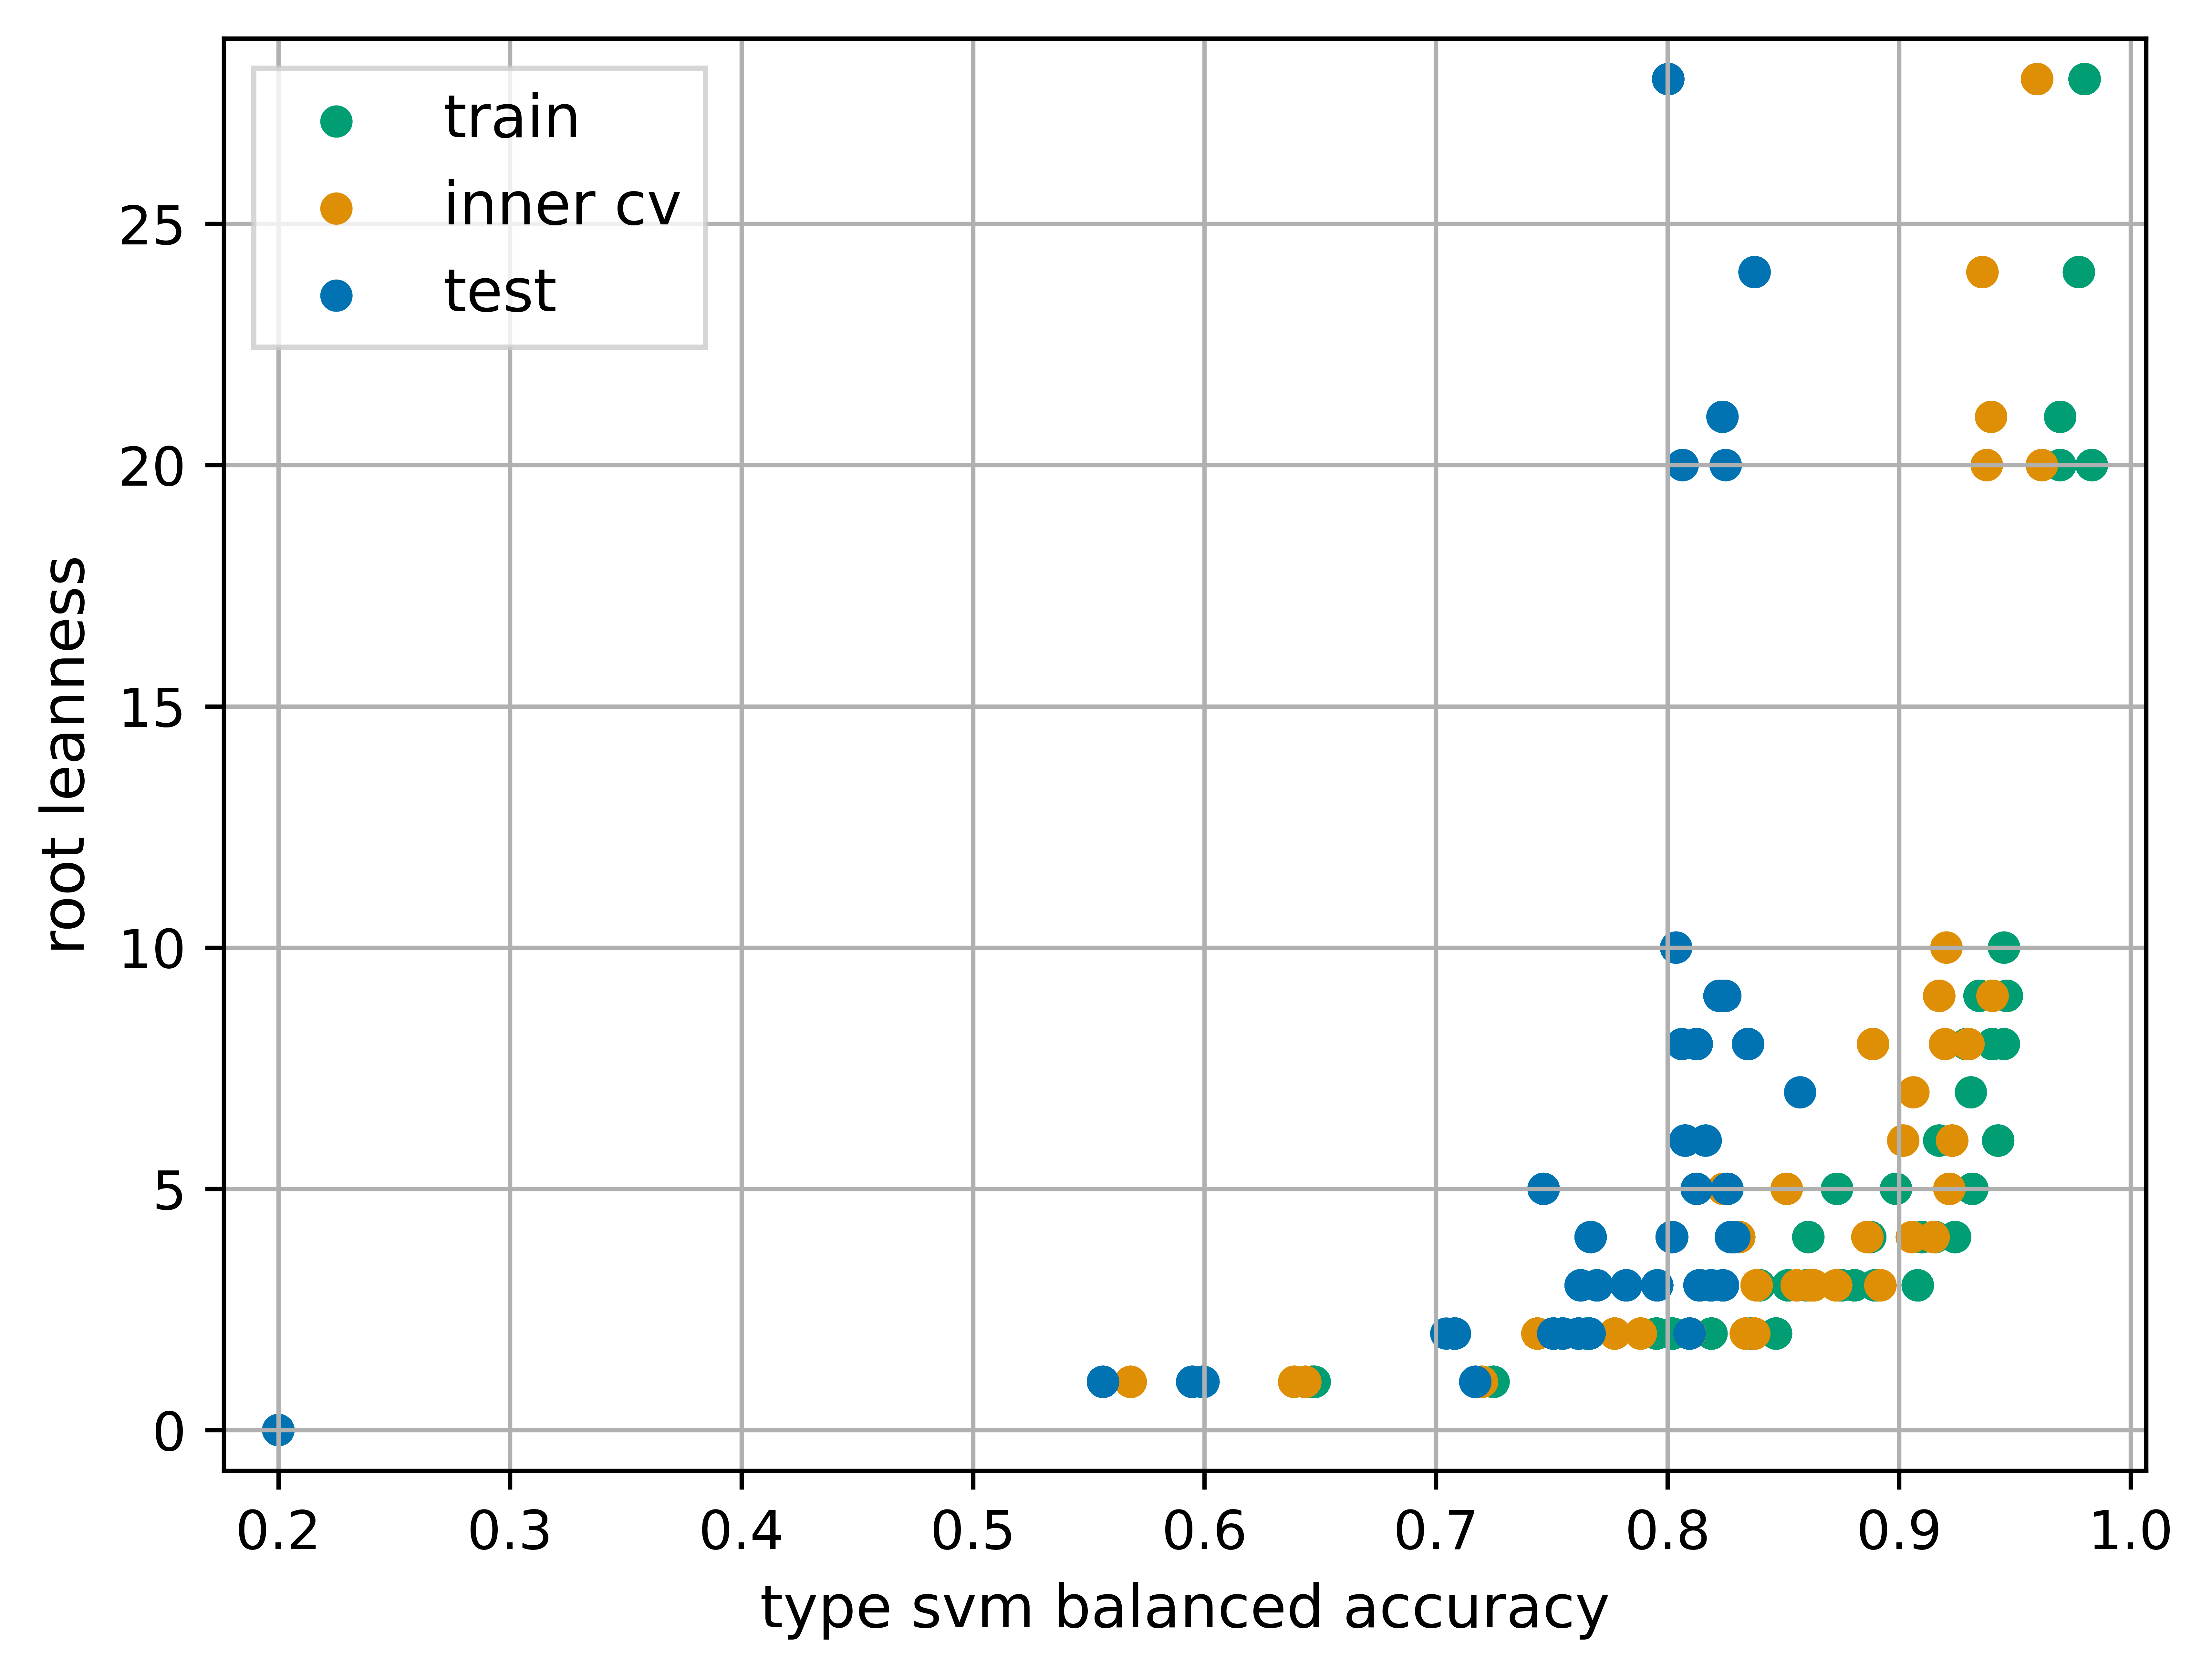 train
inner cv
test
25
20
15
10
5
0
root leanness
0.2 0.3 0.4 0.5 0.6 0.7 0.8 0.9 1.0
type svm balanced accuracy